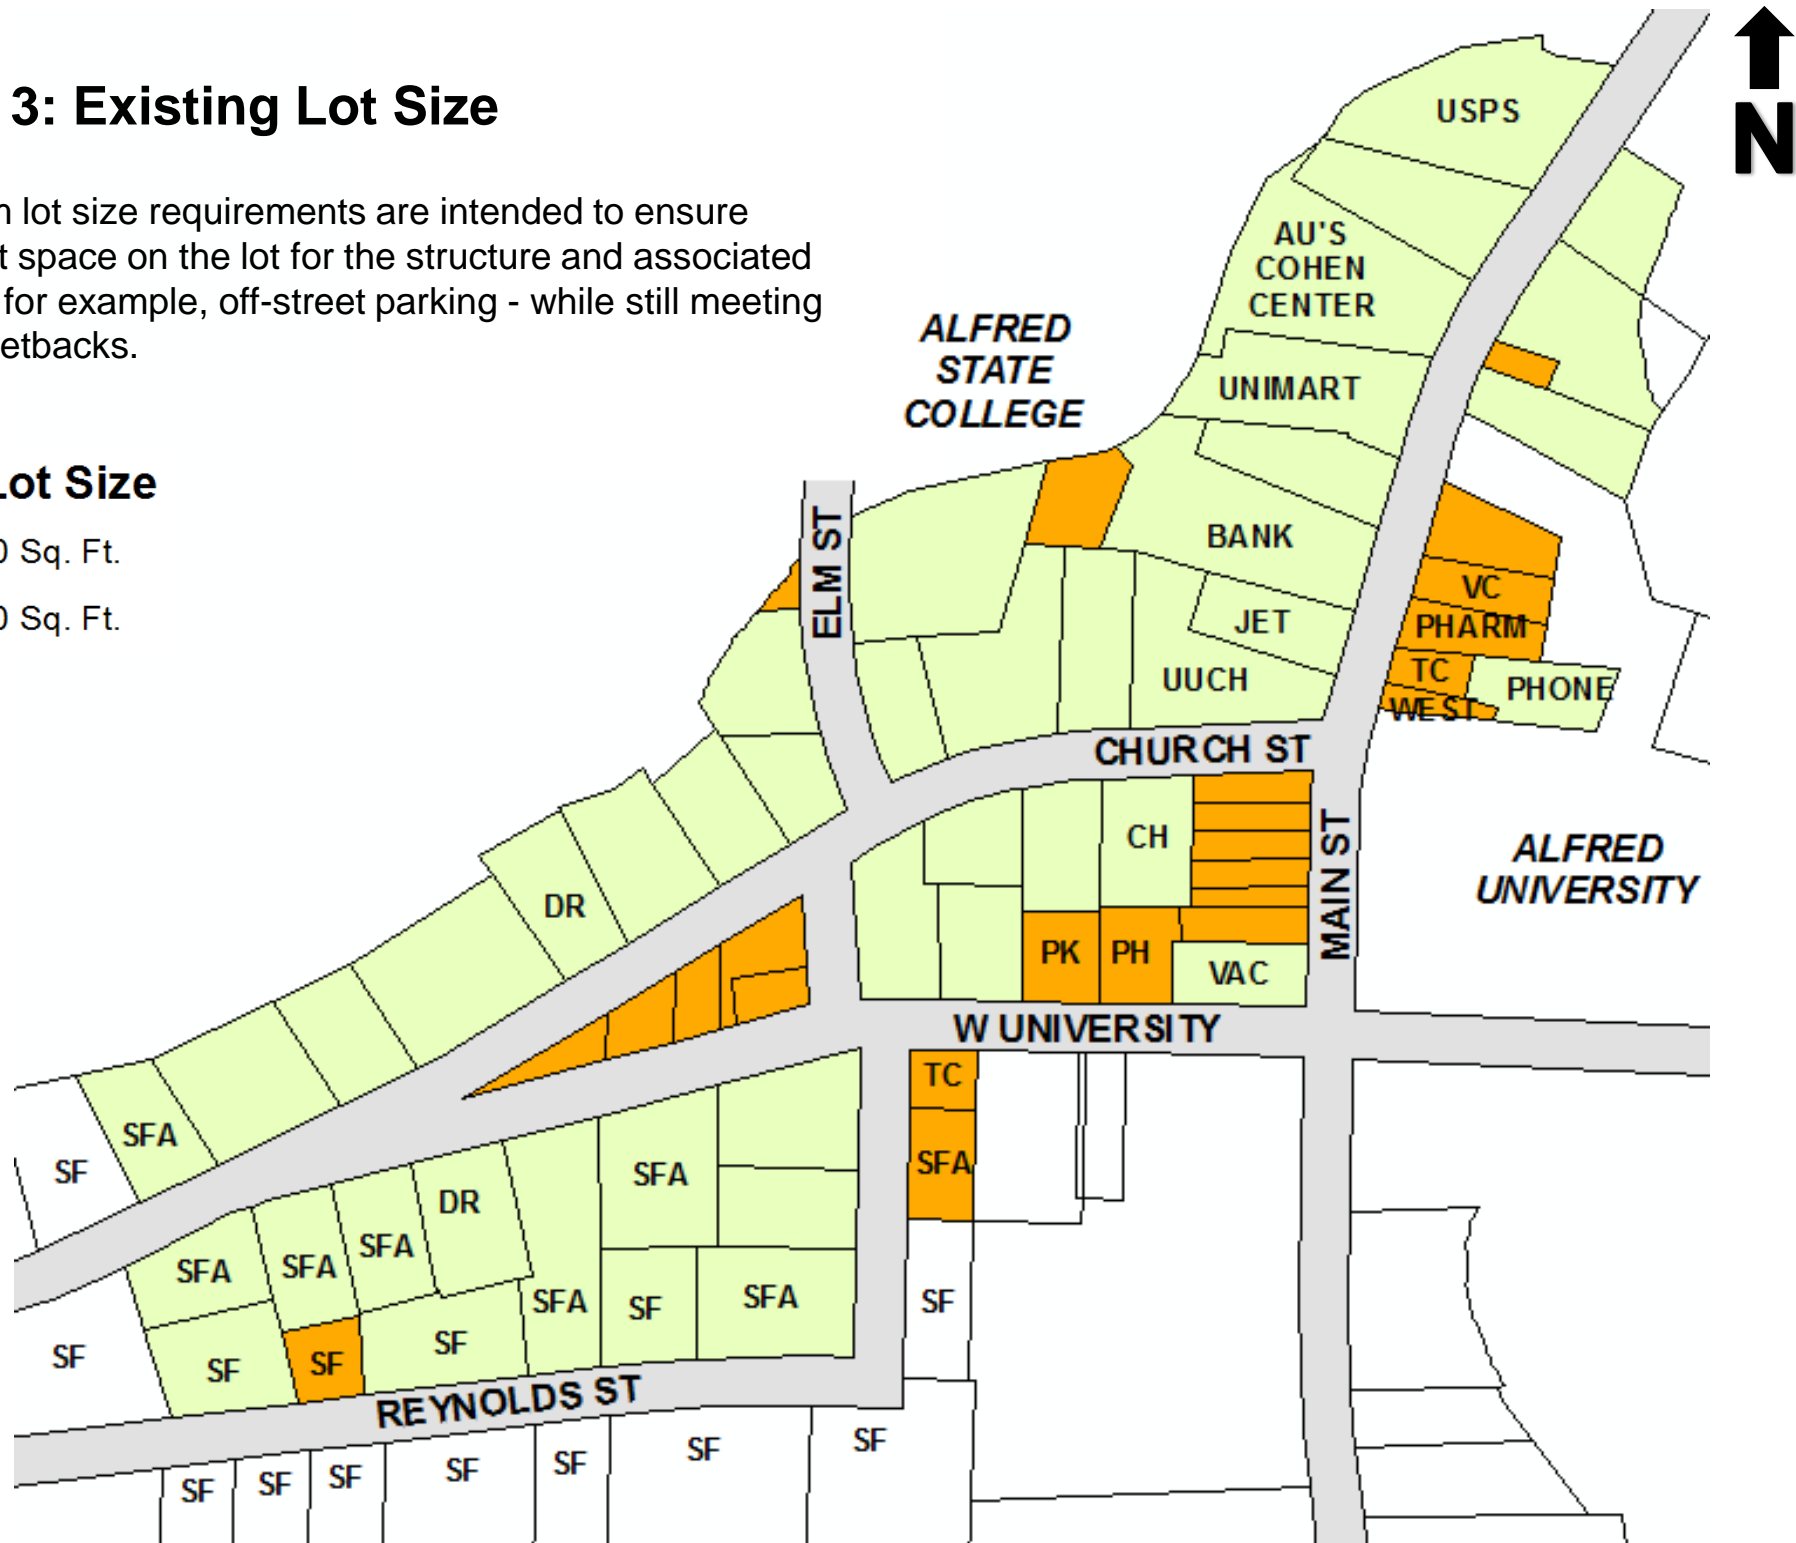 3: Existing Lot Size
N
lot size requirements are intended to ensure
space on the lot for the structure and associated
for example, off-street parking - while still meeting
etbacks.
Lot Size
0 Sq. Ft.
0 Sq. Ft.
USPS
AU'S
COHEN
CENTER
ALFRED
STATE
COLLEGE
UNIMART
BANK
ELM ST
VC
JET
PHARM
TC
UUCH
PHONE
WEST
CHURCH ST
CH
MAIN ST
ALFRED
UNIVERSITY
DR
PK
PH
VAC
W UNIVERSITY
TC
SFA
SF
SFA
SFA
DR
SFA
SFA
SFA
SFA
SF
SFA
SF
SF
SF
SF
SF
SF
REYNOLDS ST
SF
SF
SF
SF
SF
SF
SF